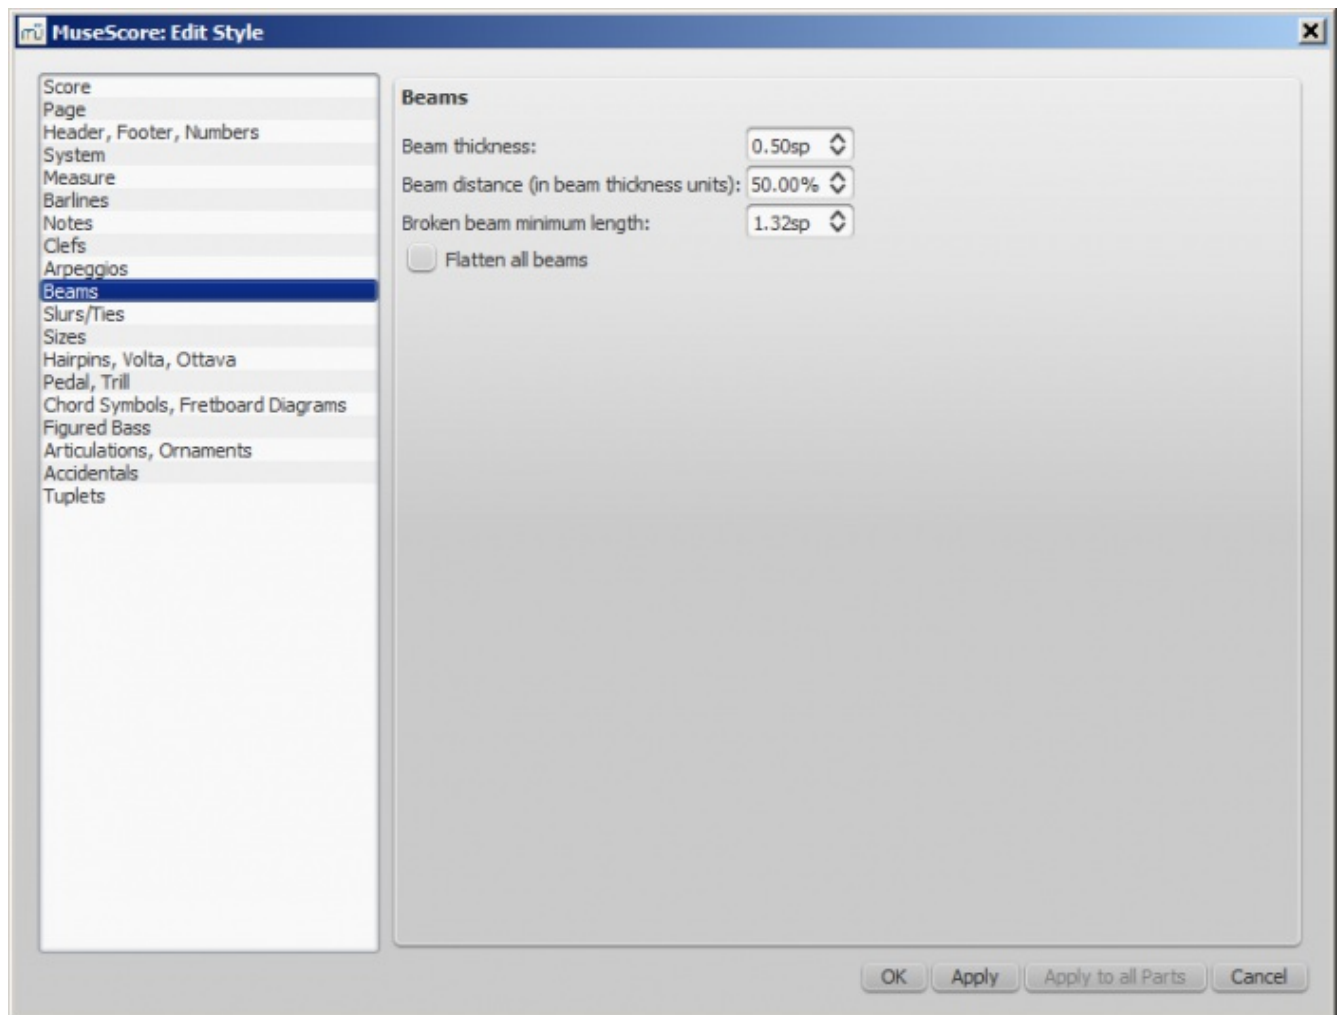 MuseScore: Edit Style
Score
Page
Header, Footer, Numbers
System
Measure
Barlines
Notes
Clefs
Arpeggios
Beams
Slurs/Ties
Sizes
Hairpins, Volta, Ottava
Pedal, Trill
Chord Symbols, Fretboard Diagrams
Figured Bass
Articulations, Ornaments
Accidentals
Tuplets
Beams
Beam thickness: 0.50sp
Beam distance (in beam thickness units): 50.00%
Broken beam minimum length: 1.32sp
Flatten all beams
OK Apply Apply to all Parts Cancel